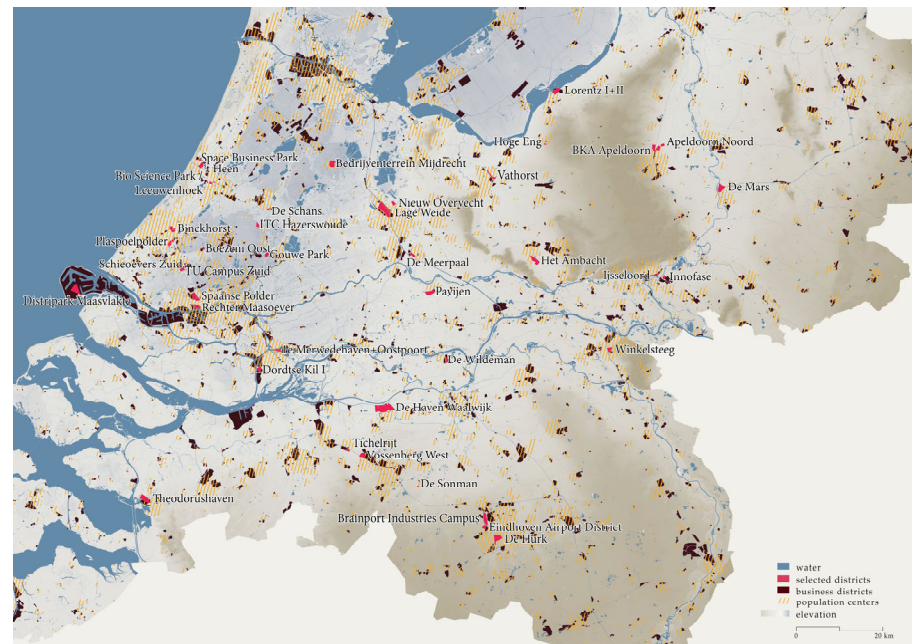 Lorentz I+II
Hoge Eng
BKA Apeldoorn
Apeldoorn Noord
Space Business Park
Heen
Bio Science Park
Leeuwenhoek
Bedrijventerrein Mijdrecht
Vathorst
De Mars
Nieuw Overvecht
Lage Weide
De Schans
ITC Hazerswoude
Binckhorst
Plaspoelpolder
BoeZuil Oost
Gouwe Park
Schieoevers Zuid
TU Campus Zuid
De Meerpaal
Het Ambacht
Ijsseloord
Innofase
Distripark Maasvlakte
Spaanse Polder
Rechter Maasoever
Pavijen
De Merwedehaven+Oostpoort
De Wildeman
Winkelsteeg
Dordtse Kil I
De Haven Waalwijk
Tichelrijt
Vossenberg West
De Sonman
Theodorushaven
Brainport Industries Campus
Eindhoven Airport District
De Hurk
water
selected districts
business districts
population centers
elevation
0 20 km